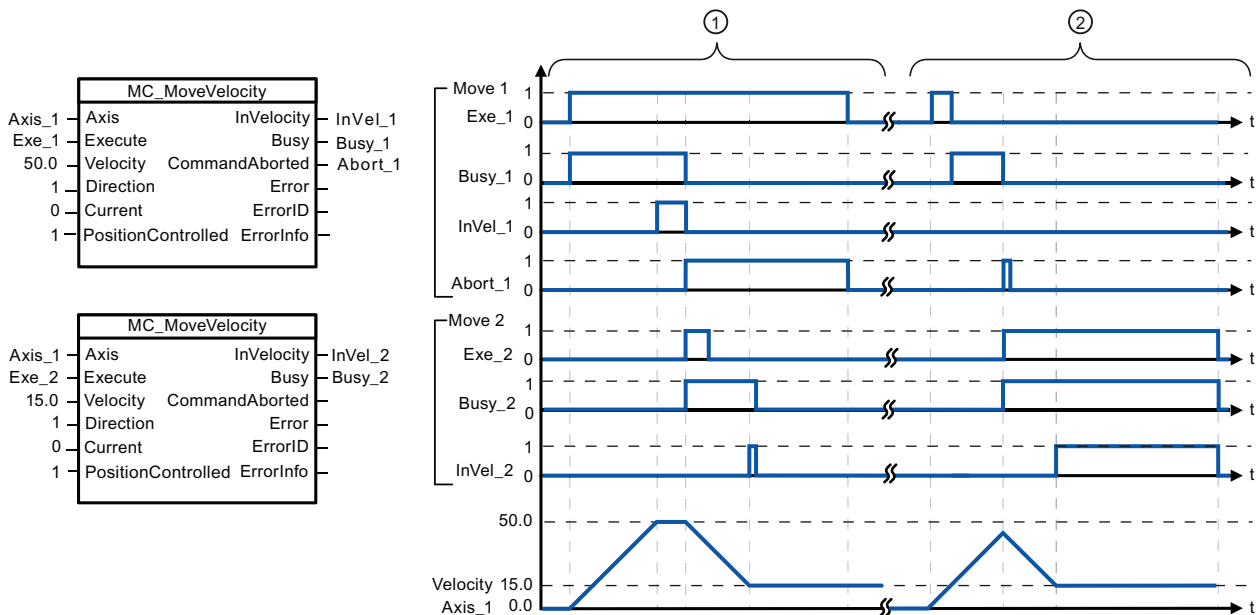 MC_MoveVelocity
Axis_1 Axis InVelocity InVel_1
Exe_1 Execute Busy Busy_1
50.0 Velocity CommandAborted Abort_1
1 Direction Error
0 Current ErrorID
1 PositionControlled ErrorInfo
MC_MoveVelocity
Axis_1 Axis InVelocity InVel_2
Exe_2 Execute Busy Busy_2
15.0 Velocity CommandAborted
1 Direction Error
0 Current ErrorID
1 PositionControlled ErrorInfo
1 2
Move 1
1
Exe_1 0 t
1
Busy_1 0 t
1
InVel_1 0 t
1
Abort_1 0 t
Move 2
1
Exe_2 0 t
1
Busy_2 0 t
1
InVel_2 0 t
50.0
Velocity 15.0
Axis_1 0.0 t